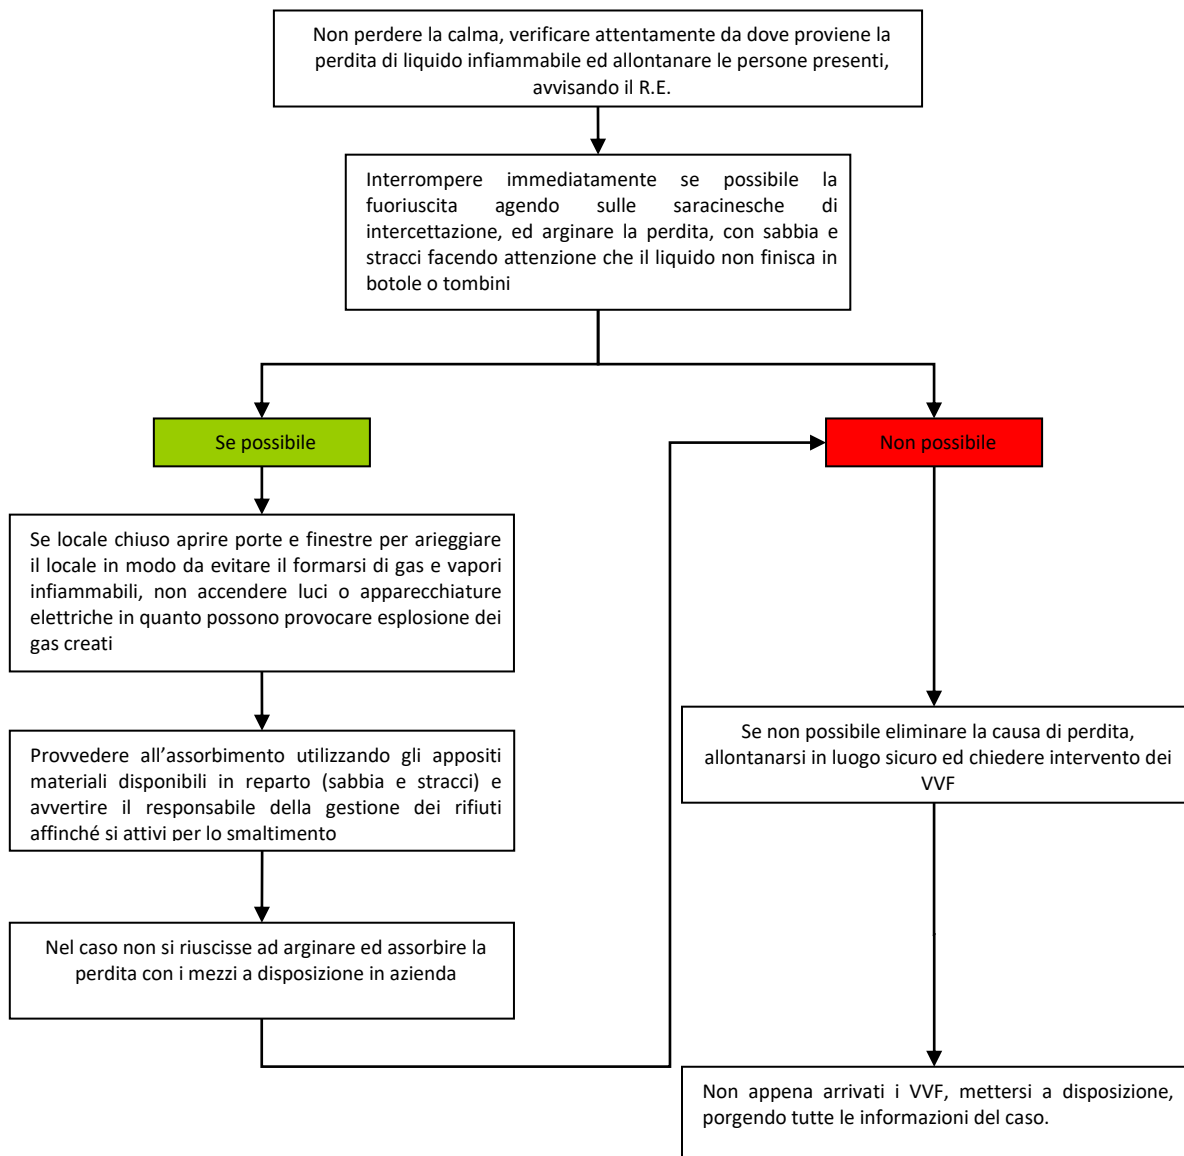 Non perdere la calma, verificare attentamente da dove proviene la
perdita di liquido infiammabile ed allontanare le persone presenti,
avvisando il R.E.
Interrompere immediatamente se possibile la
fuoriuscita agendo sulle saracinesche di
intercettazione, ed arginare la perdita, con sabbia e
stracci facendo attenzione che il liquido non finisca in
botole o tombini
Se possibile
Non possibile
Se locale chiuso aprire porte e finestre per arieggiare
il locale in modo da evitare il formarsi di gas e vapori
infiammabili, non accendere luci o apparecchiature
elettriche in quanto possono provocare esplosione dei
gas creati
Provvedere all’assorbimento utilizzando gli appositi
materiali disponibili in reparto (sabbia e stracci) e
avvertire il responsabile della gestione dei rifiuti
affinché si attivi per lo smaltimento
Se non possibile eliminare la causa di perdita,
allontanarsi in luogo sicuro ed chiedere intervento dei
VVF
Nel caso non si riuscisse ad arginare ed assorbire la
perdita con i mezzi a disposizione in azienda
Non appena arrivati i VVF, mettersi a disposizione,
porgendo tutte le informazioni del caso.